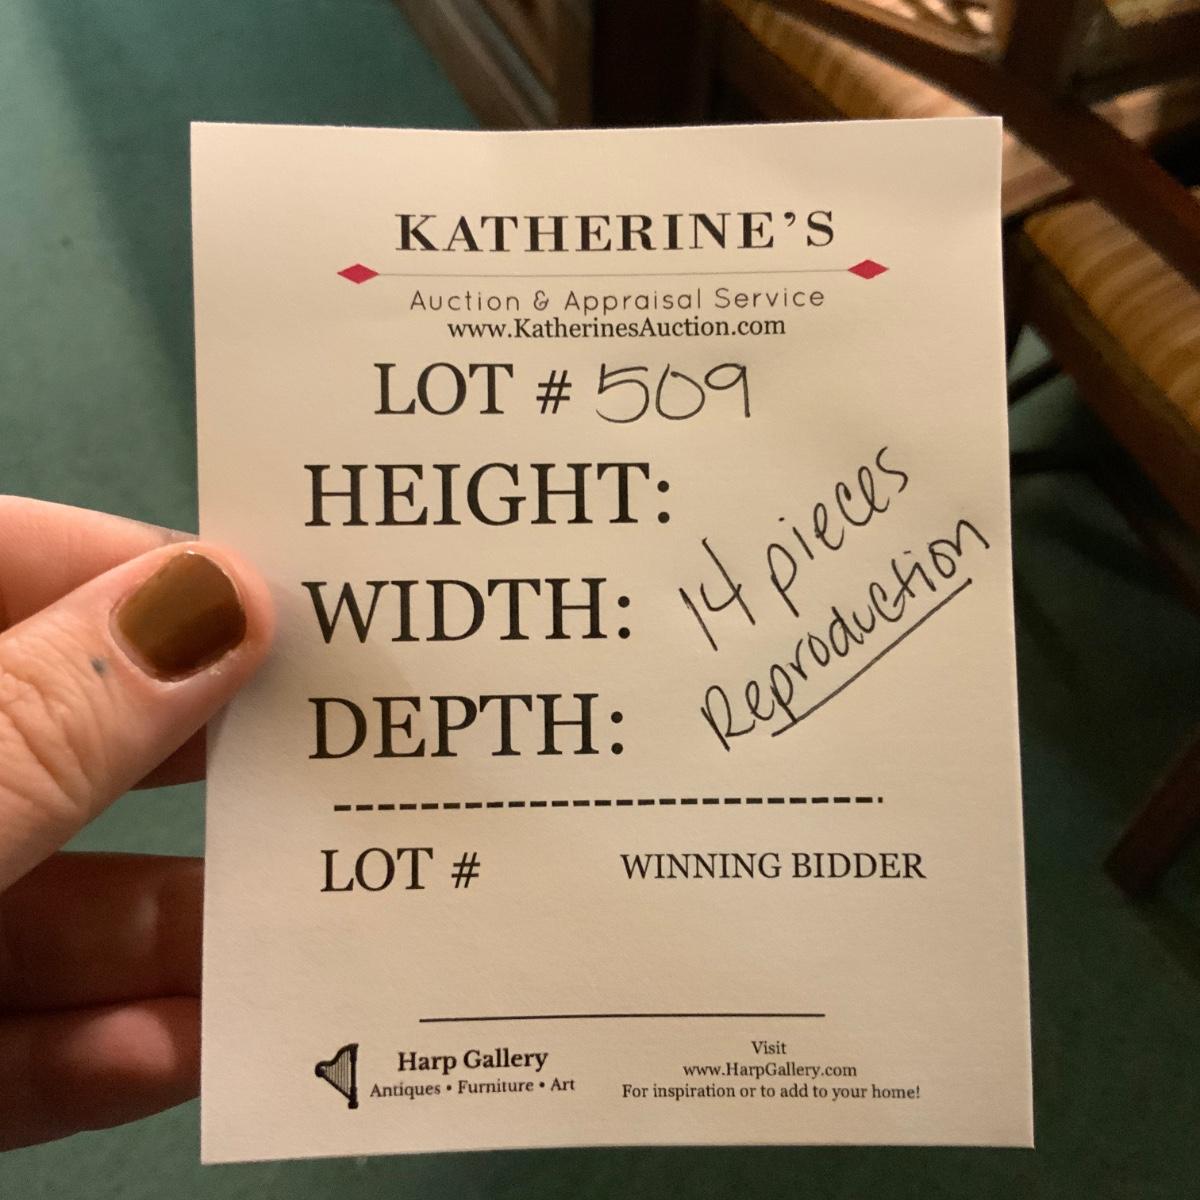 KATHERINE'S
Auction & Appraisal Service
www.KatherinesAuction.com
LOT # 509
HEIGHT:
WIDTH:
DEPTH:
14 pieces
Reproduction
LOT #
WINNING BIDDER
Harp Gallery
Antiques • Furniture • Art
Visit
www.HarpGallery.com
For inspiration or to add to your home!